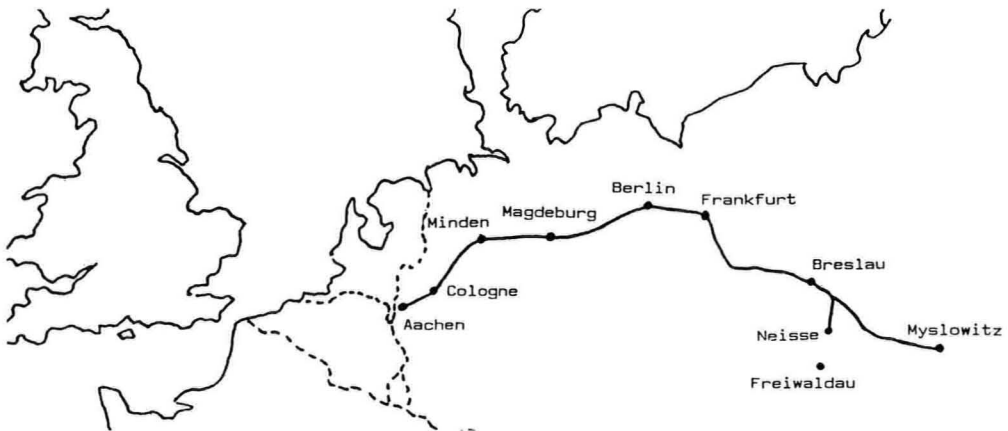 Berlin
Frankfurt
Minden
Magdeburg
Breslau
Cologne
Aachen
Neisse
Myslowitz
Freiwaldau